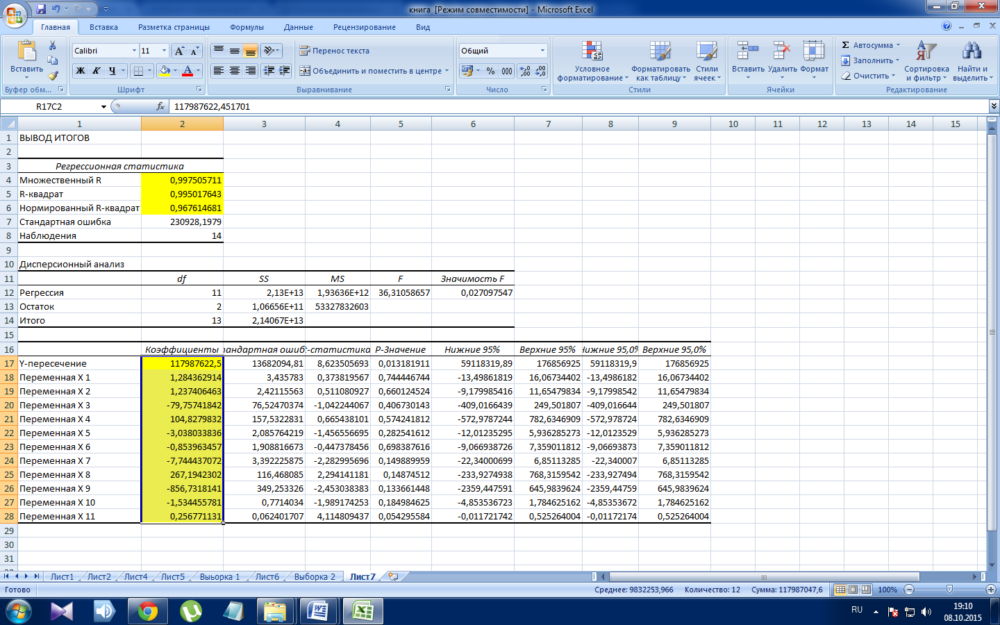 книга [Режим совместимости] - Microsoft Excel
Главная Вставка Разметка страницы Формулы Данные Рецензирование Вид
Вставить
Буфер обм...
Calibri 11
Ж К Ч
Шрифт
Перенос текста
Объединить и поместить в центре
Выравнивание
Общий
% 000
Число
Условное форматирование
Форматировать как таблицу
Стили ячеек
Стили
Вставить Удалить Формат
Ячейки
Σ Автосумма
Заполнить
Очистить
Сортировка и фильтр
Найти и выделить
Редактирование
R17C2 fx 117987622,451701
1 2 3 4 5 6 7 8 9 10 11 12 13 14 15
1 ВЫВОД ИТОГОВ
2
3 Регрессионная статистика
4 Множественный R 0,997505711
5 R-квадрат 0,995017643
6 Нормированный R-квадрат 0,967614681
7 Стандартная ошибка 230928,1979
8 Наблюдения 14
9
10 Дисперсионный анализ
11 df SS MS F Значимость F
12 Регрессия 11 2,13E+13 1,93636E+12 36,31058657 0,027097547
13 Остаток 2 1,06656E+11 53327832603
14 Итого 13 2,14067E+13
15
16 Коэффициенты тандартная ошиб t-статистика P-Значение Нижние 95% Верхние 95% Нижние 95,0% Верхние 95,0%
17 Y-пересечение 117987622,5 13682094,81 8,623505693 0,013181911 59118319,89 176856925 59118319,9 176856925
18 Переменная X 1 1,284362914 3,435783 0,373819567 0,744446744 -13,49861819 16,06734402 -13,4986182 16,06734402
19 Переменная X 2 1,237406463 2,42115563 0,511080927 0,660124524 -9,179985416 11,65479834 -9,17998542 11,65479834
20 Переменная X 3 -79,75741842 76,52470374 -1,042244067 0,406730143 -409,0166439 249,501807 -409,016644 249,501807
21 Переменная X 4 104,8279832 157,5322831 0,665438101 0,574241812 -572,9787244 782,6346909 -572,978724 782,6346909
22 Переменная X 5 -3,038033836 2,085764219 -1,456556695 0,282541612 -12,01235295 5,936285273 -12,0123529 5,936285273
23 Переменная X 6 -0,853963457 1,908816673 -0,447378456 0,698387616 -9,066938726 7,359011812 -9,06693873 7,359011812
24 Переменная X 7 -7,744437072 3,392225875 -2,282995696 0,149889959 -22,34000699 6,85113285 -22,340007 6,85113285
25 Переменная X 8 267,1942302 116,468085 2,294141181 0,14874512 -233,9274938 768,3159542 -233,927494 768,3159542
26 Переменная X 9 -856,7318141 349,253326 -2,453038383 0,133661448 -2359,447591 645,9839624 -2359,44759 645,9839624
27 Переменная X 10 -1,534455781 0,7714034 -1,989174253 0,184984625 -4,853536723 1,784625162 -4,85353672 1,784625162
28 Переменная X 11 0,256771131 0,062401707 4,114809437 0,054295584 -0,011721742 0,525264004 -0,01172174 0,525264004
29
30
31
Лист1 Лист2 Лист4 Лист5 Выьорка 1 Лист6 Выборка 2 Лист7
Готово Среднее: 9832253,966 Количество: 12 Сумма: 117987047,6 100%
RU 19:10
08.10.2015